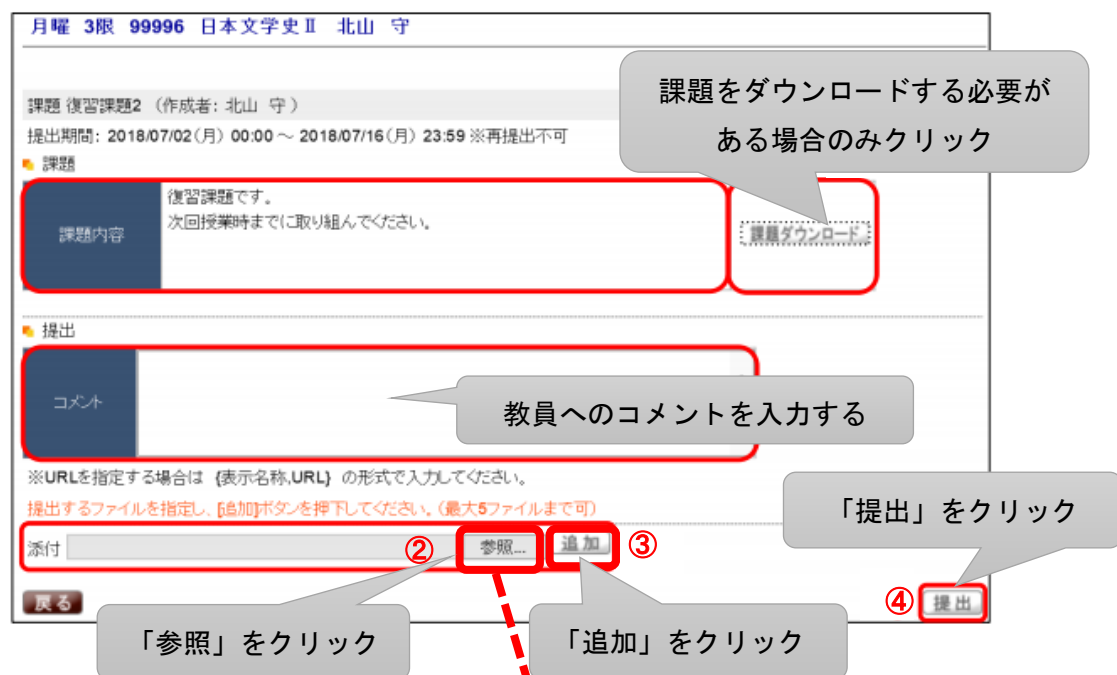 月曜 3限 99996 日本文学史Ⅱ 北山 守
課題をダウンロードする必要が
ある場合のみクリック
課題 復習課題2 （作成者: 北山 守）
提出期間: 2018/07/02(月) 00:00 ～ 2018/07/16(月) 23:59 ※再提出不可
課題
課題内容
復習課題です。
次回授業時までに取り組んでください。
課題ダウンロード
提出
コメント
教員へのコメントを入力する
※URLを指定する場合は {表示名称,URL} の形式で入力してください。
提出するファイルを指定し、[追加]ボタンを押下してください。（最大5ファイルまで可）
「提出」をクリック
添付 ② 参照... 追加 ③
戻る
④ 提出
「参照」をクリック
「追加」をクリック